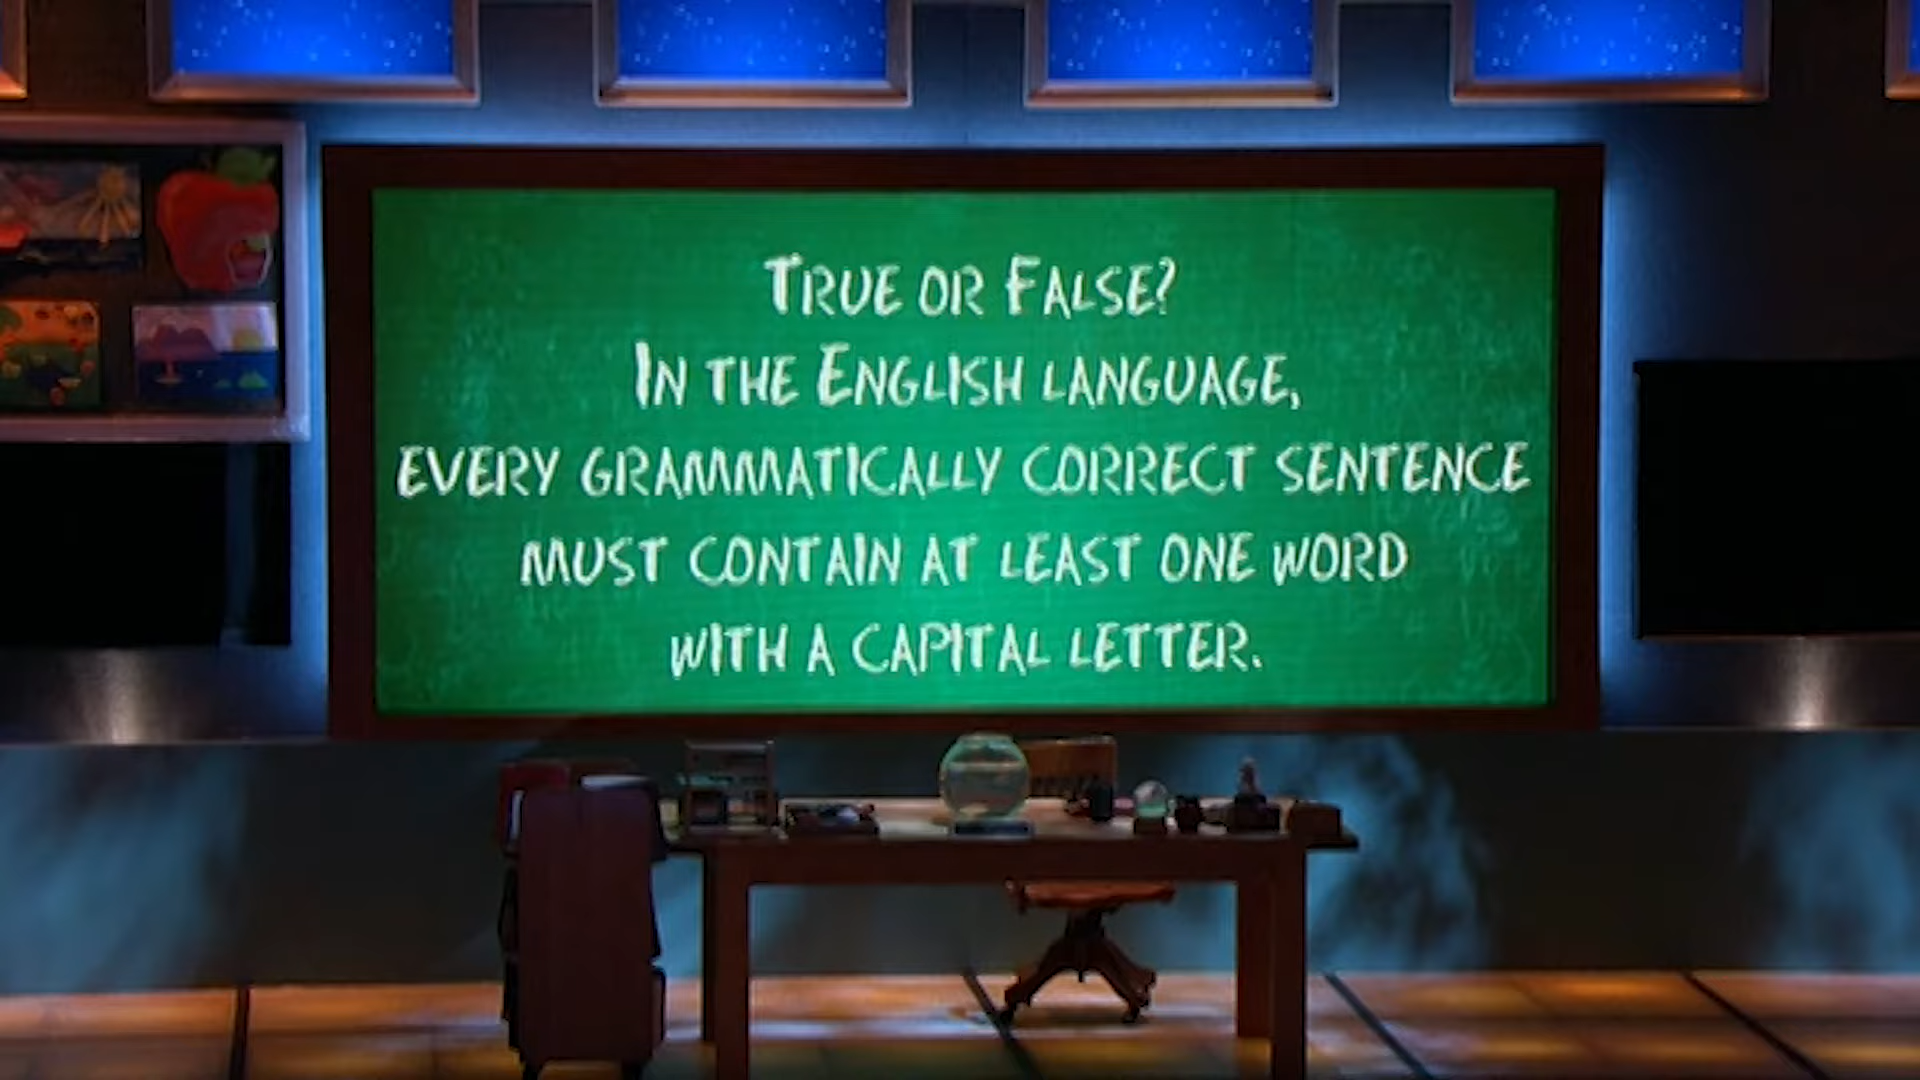 True or False?
In the English language,
every grammatically correct sentence
must contain at least one word
with a capital letter.